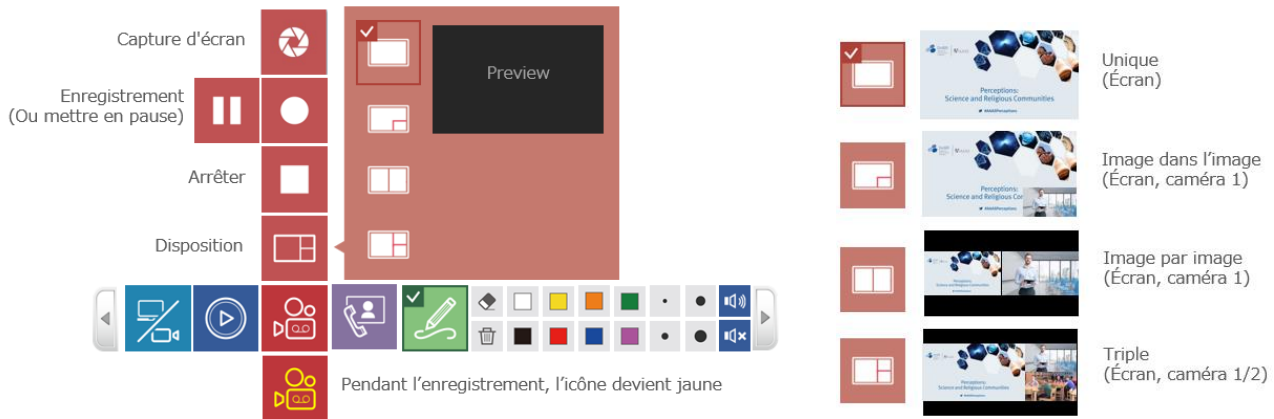 Capture d'écran
Enregistrement
(Ou mettre en pause)
Arrêter
Disposition
Preview
Pendant l'enregistrement, l'icône devient jaune
Unique
(Écran)
Perceptions:
Science and Religious Communities
Image dans l'image
(Écran, caméra 1)
Perceptions:
Image par image
(Écran, caméra 1)
Triple
(Écran, caméra 1/2)